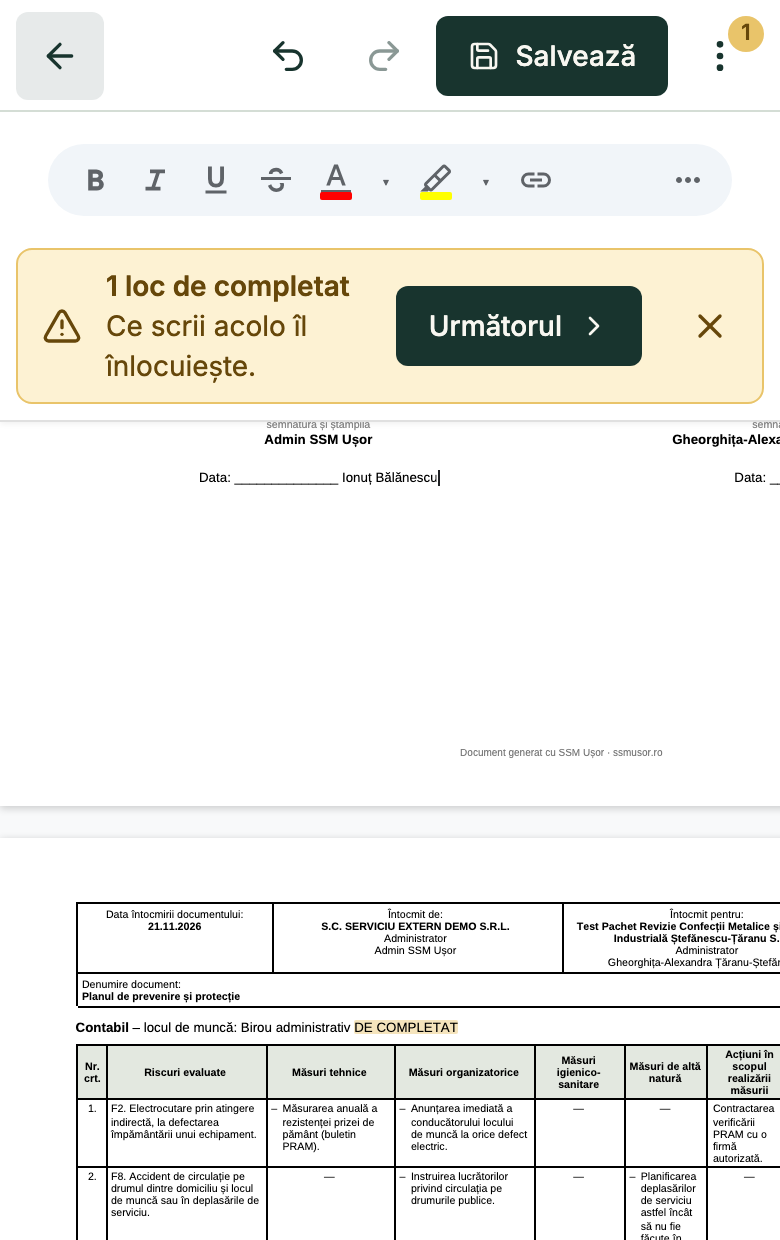 1
Salvează
B I U S A
1 loc de completat
Ce scrii acolo îl
înlocuiește.
Următorul
semnătura și ștampila
Admin SSM Ușor
Gheorghița-Alexa
Data: ______________ Ionuț Bălănescu
Data: __
Document generat cu SSM Ușor · ssmusor.ro
Data întocmirii documentului:
21.11.2026
Întocmit de:
S.C. SERVICIU EXTERN DEMO S.R.L.
Administrator
Admin SSM Ușor
Întocmit pentru:
Test Pachet Revizie Confecții Metalice ș
Industrială Ștefănescu-Țăranu S.
Administrator
Gheorghița-Alexandra Țăranu-Ștefăn
Denumire document:
Planul de prevenire și protecție
Contabil – locul de muncă: Birou administrativ DE COMPLETAT
Nr.
crt.
Riscuri evaluate
Măsuri tehnice
Măsuri organizatorice
Măsuri
igienico-
sanitare
Măsuri de altă
natură
Acțiuni în
scopul
realizării
măsurii
1.
F2. Electrocutare prin atingere
indirectă, la defectarea
împământării unui echipament.
– Măsurarea anuală a
rezistenței prizei de
pământ (buletin
PRAM).
– Anunțarea imediată a
conducătorului locului
de muncă la orice defect
electric.
—
—
Contractarea
verificării
PRAM cu o
firmă
autorizată.
2.
F8. Accident de circulație pe
drumul dintre domiciliu și locul
de muncă sau în deplasările de
serviciu.
—
– Instruirea lucrătorilor
privind circulația pe
drumurile publice.
—
– Planificarea
deplasărilor
de serviciu
astfel încât
să nu fie
făcute în
—